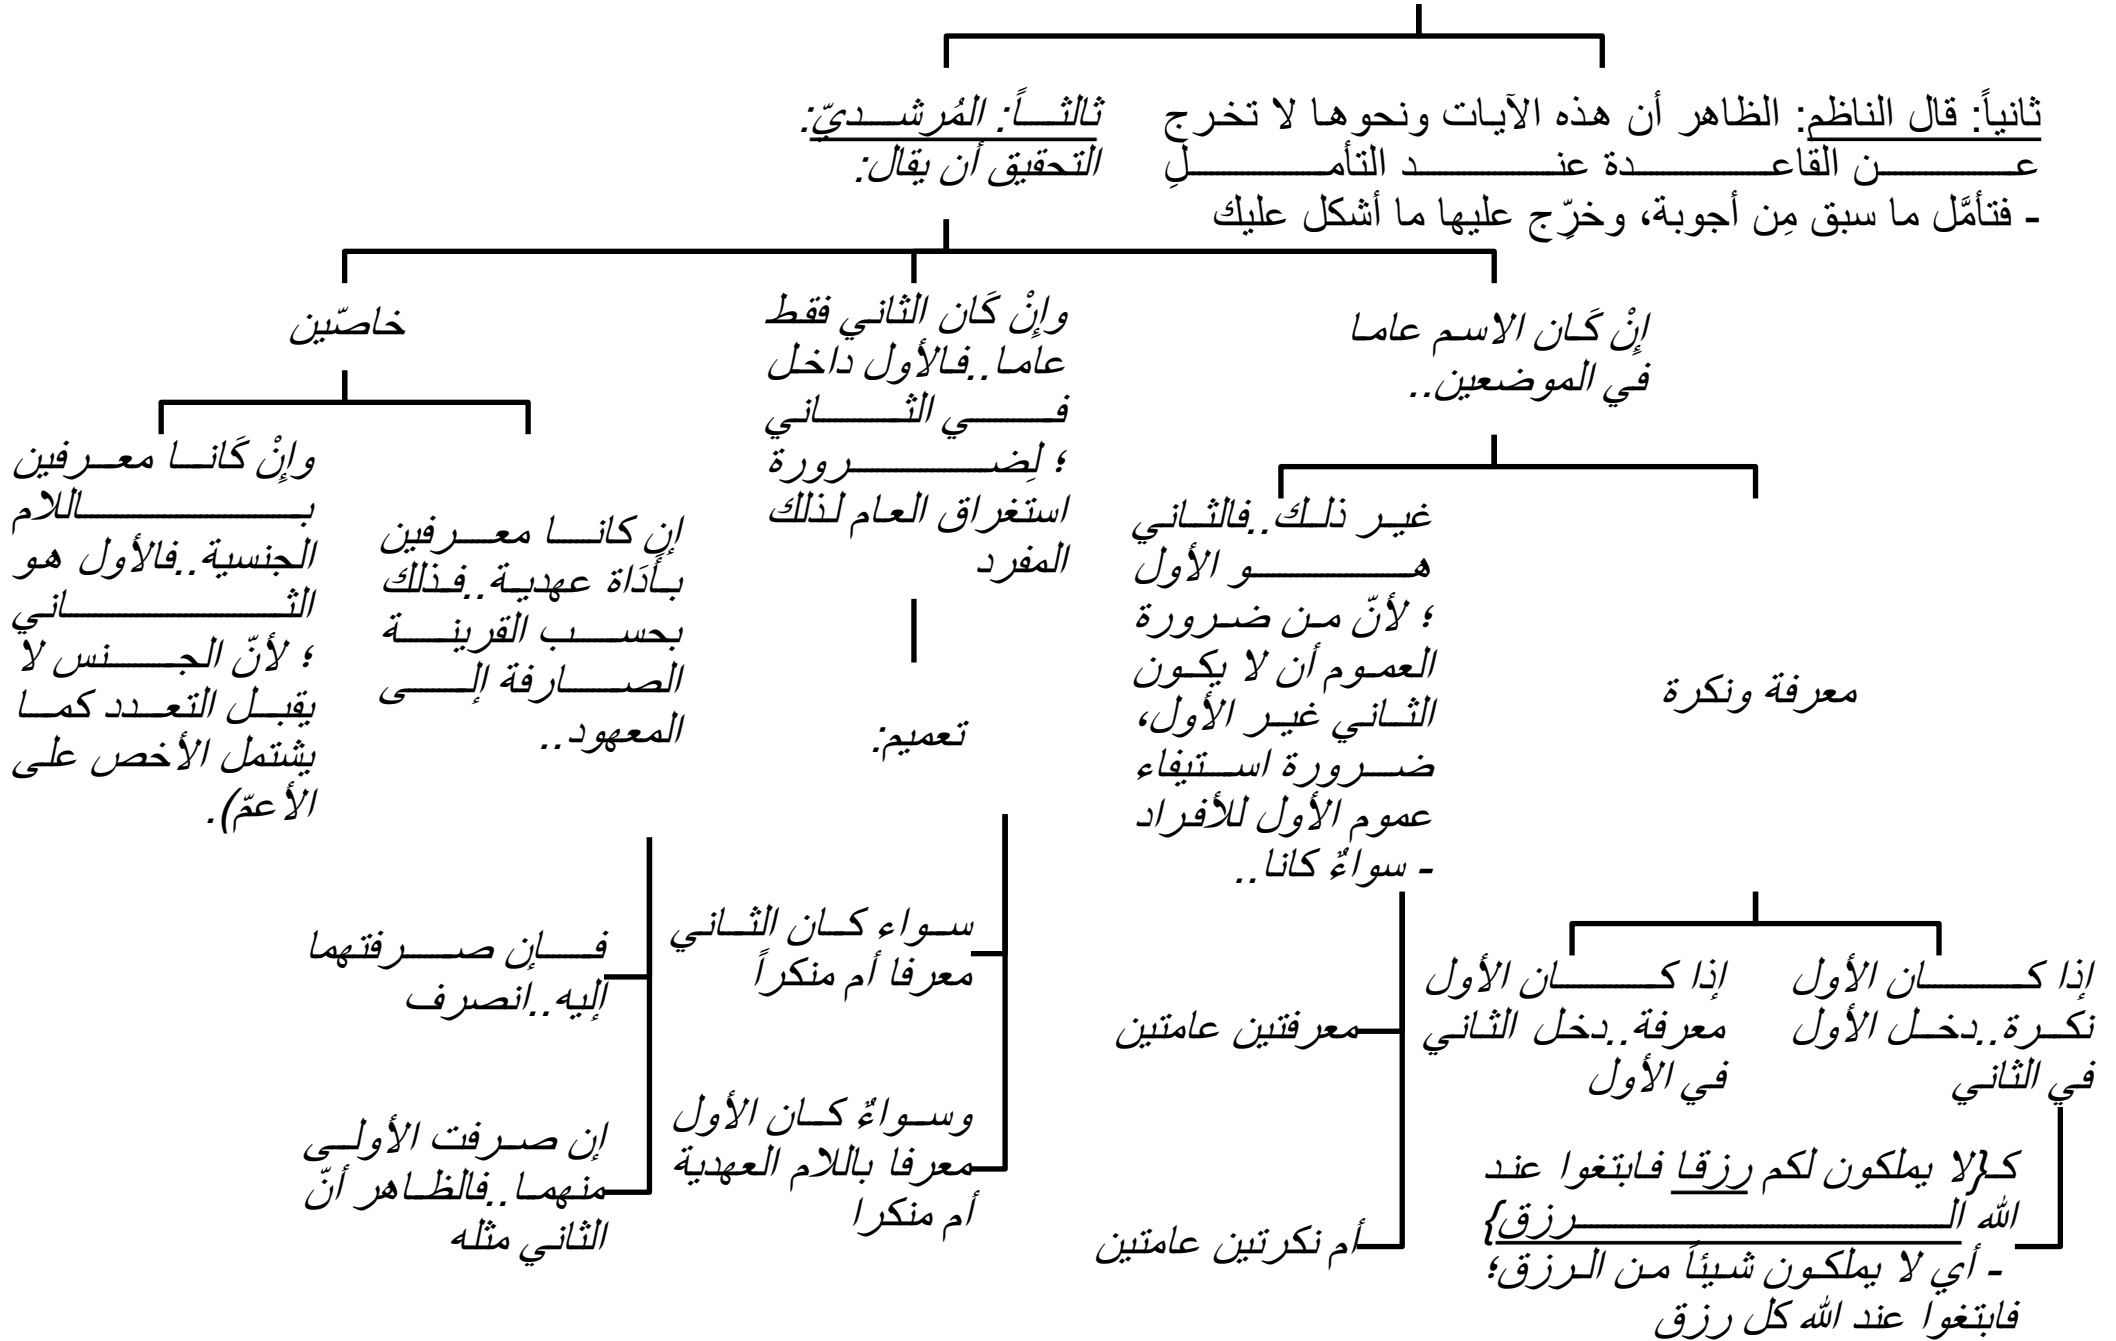 ثانياً: قال الناظم: الظاهر أن هذه الآيات ونحوها لا تخرج
عن القاعدة عند التأملِ
- فتأمَّل ما سبق مِن أجوبة، وخرِّج عليها ما أشكل عليك
ثالثاً: المُرشديّ:
التحقيق أن يقال:
إنْ كَان الاسم عاما
في الموضعين..
معرفة ونكرة
إذا كان الأول
نكرة..دخل الأول
في الثاني
كـ{لا يملكون لكم رزقا فابتغوا عند
الله الرزق}
- أي لا يملكون شيئاً من الرزق؛
فابتغوا عند الله كل رزق
إذا كان الأول
معرفة..دخل الثاني
في الأول
غير ذلك..فالثاني
هو الأول
؛ لأنّ من ضرورة
العموم أن لا يكون
الثاني غير الأول،
ضرورة استيفاء
عموم الأول للأفراد
- سواءٌ كانا..
معرفتين عامتين
أم نكرتين عامتين
وإنْ كَان الثاني فقط
عاما..فالأول داخل
في الثاني
؛ لِضرورة
استغراق العام لذلك
المفرد
تعميم:
سواء كان الثاني
معرفا أم منكراً
وسواءٌ كان الأول
معرفا باللام العهدية
أم منكرا
خاصّين
إن كانا معرفين
بأَدَاة عهدية..فذلك
بحسب القرينة
الصارفة إلى
المعهود..
فإن صرفتهما
إليه..انصرف
إن صرفت الأولى
منهما..فالظاهر أنّ
الثاني مثله
وإنْ كَانا معرفين
باللام
الجنسية..فالأول هو
الثاني
؛ لأنّ الجنس لا
يقبل التعدد كما
يشتمل الأخص على
الأعمّ).